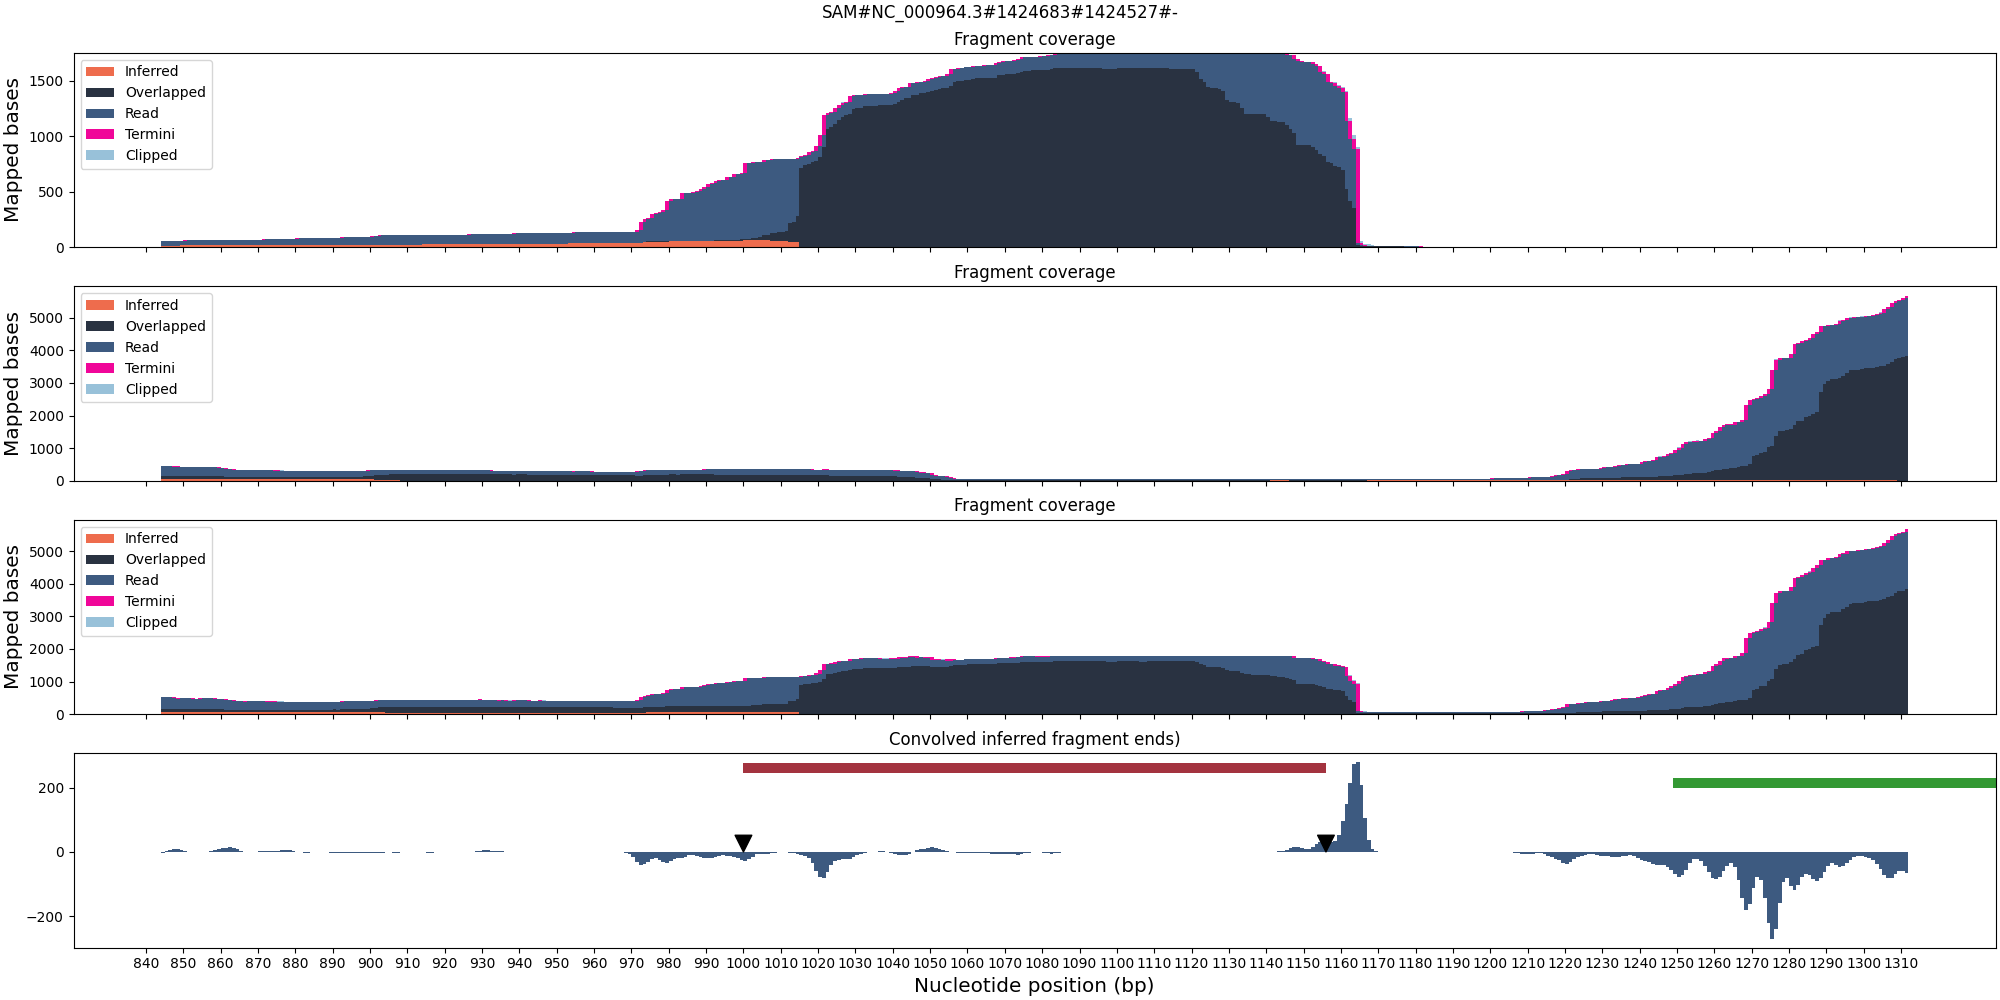 SAM#NC_000964.3#1424683#1424527#-
Fragment coverage
Mapped bases
1500
1000
500
0
Inferred
Overlapped
Read
Termini
Clipped
Fragment coverage
Mapped bases
5000
4000
3000
2000
1000
0
Inferred
Overlapped
Read
Termini
Clipped
Fragment coverage
Mapped bases
5000
4000
3000
2000
1000
0
Inferred
Overlapped
Read
Termini
Clipped
Convolved inferred fragment ends)
200
0
−200
840 850 860 870 880 890 900 910 920 930 940 950 960 970 980 990 1000 1010 1020 1030 1040 1050 1060 1070 1080 1090 1100 1110 1120 1130 1140 1150 1160 1170 1180 1190 1200 1210 1220 1230 1240 1250 1260 1270 1280 1290 1300 1310
Nucleotide position (bp)